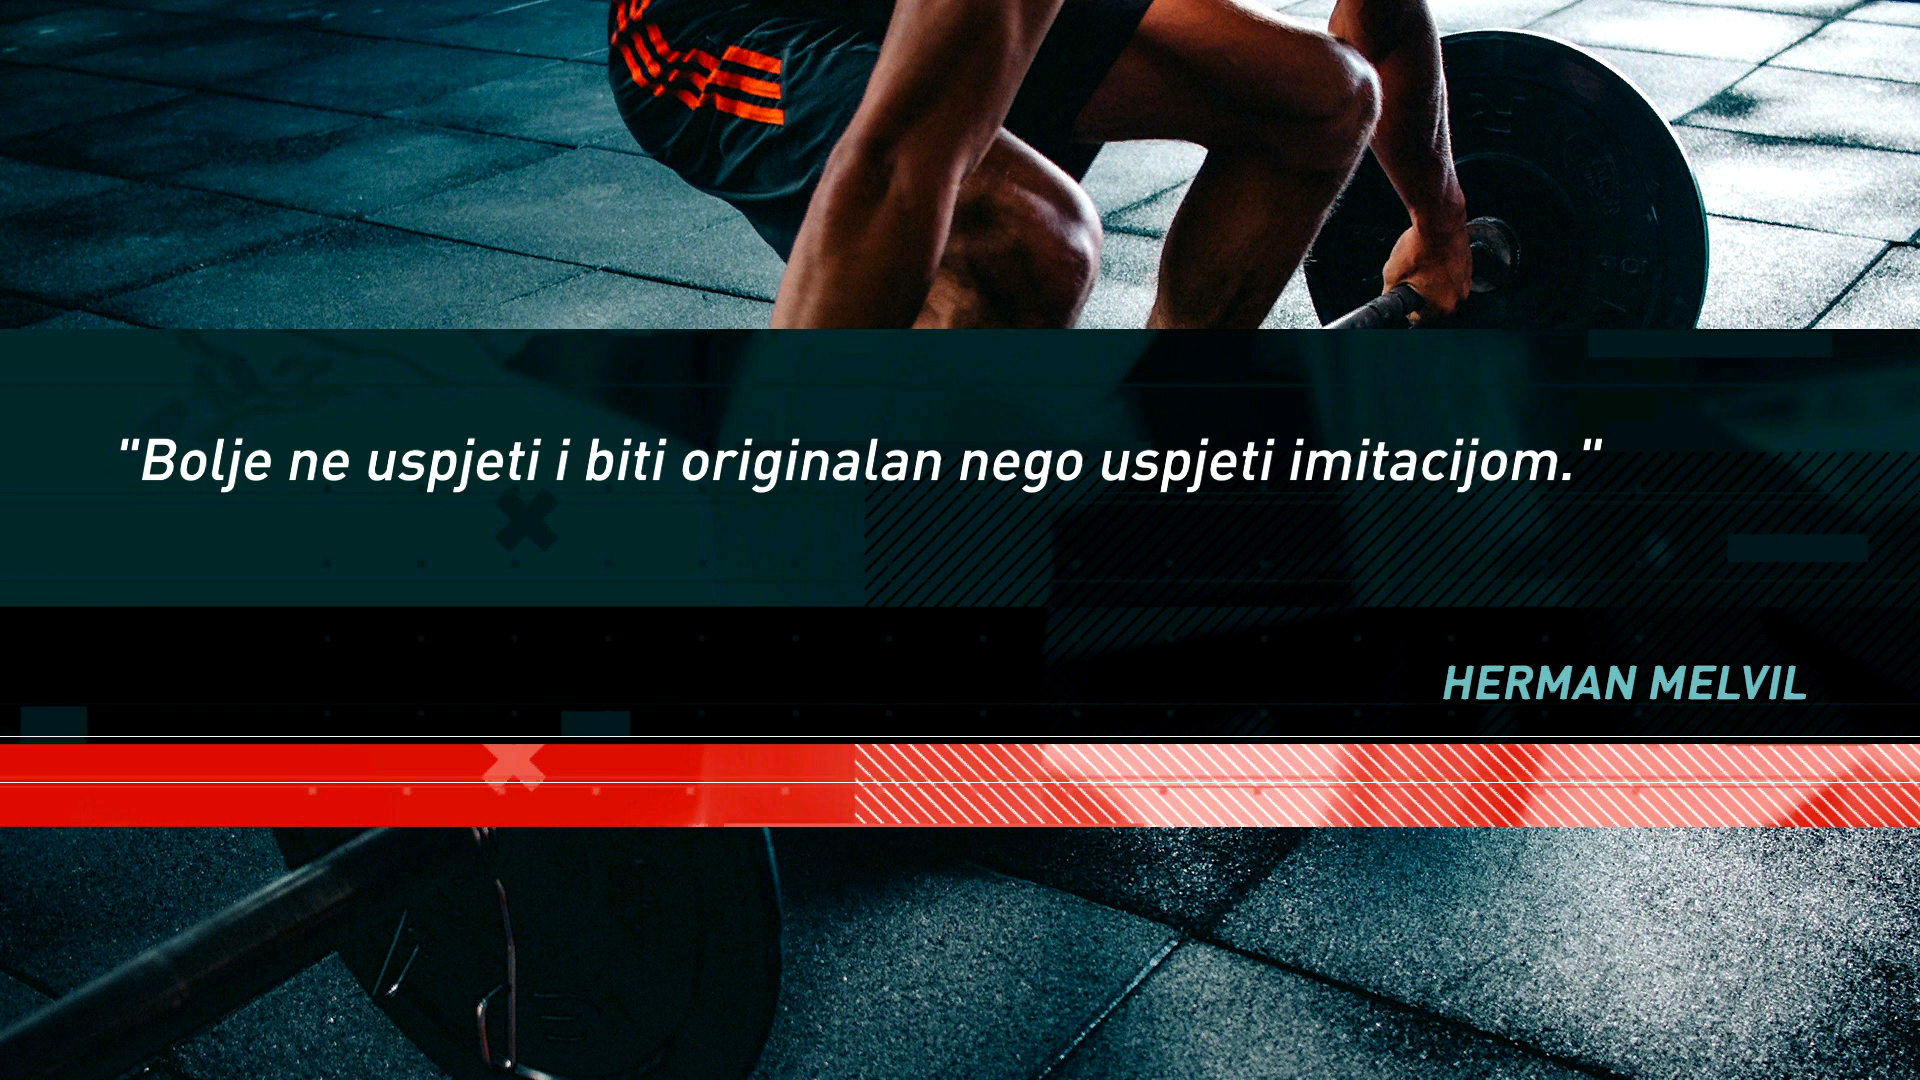 "Bolje ne uspjeti i biti originalan nego uspjeti imitacijom."
HERMAN MELVIL